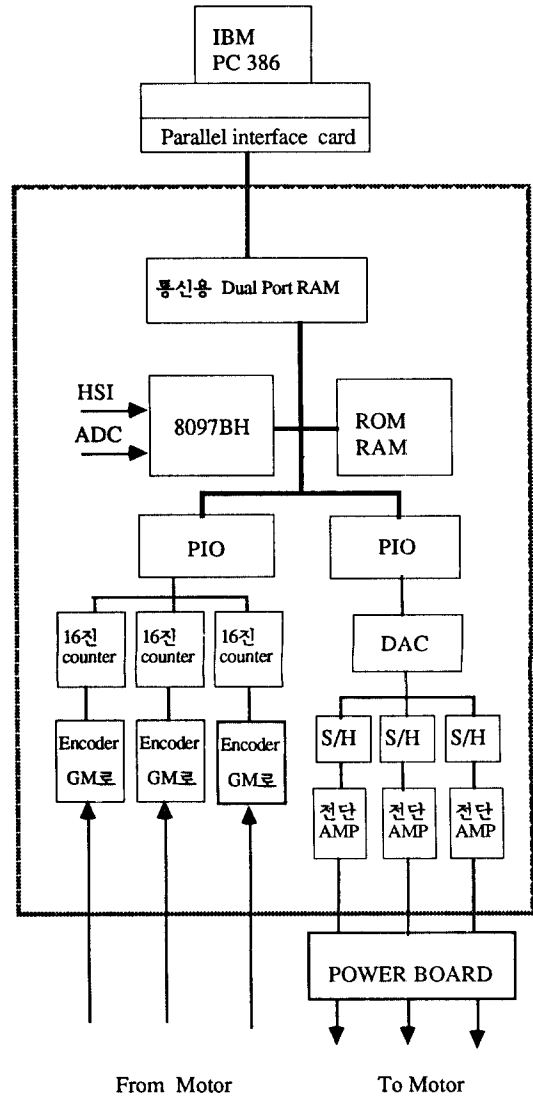 IBM
PC 386
Parallel interface card
통신용 Dual Port RAM
HSI
ADC
8097BH
ROM
RAM
PIO
PIO
16진
counter
16진
counter
16진
counter
DAC
Encoder
GM로
Encoder
GM로
Encoder
GM로
S/H
S/H
S/H
전단
AMP
전단
AMP
전단
AMP
POWER BOARD
From Motor
To Motor